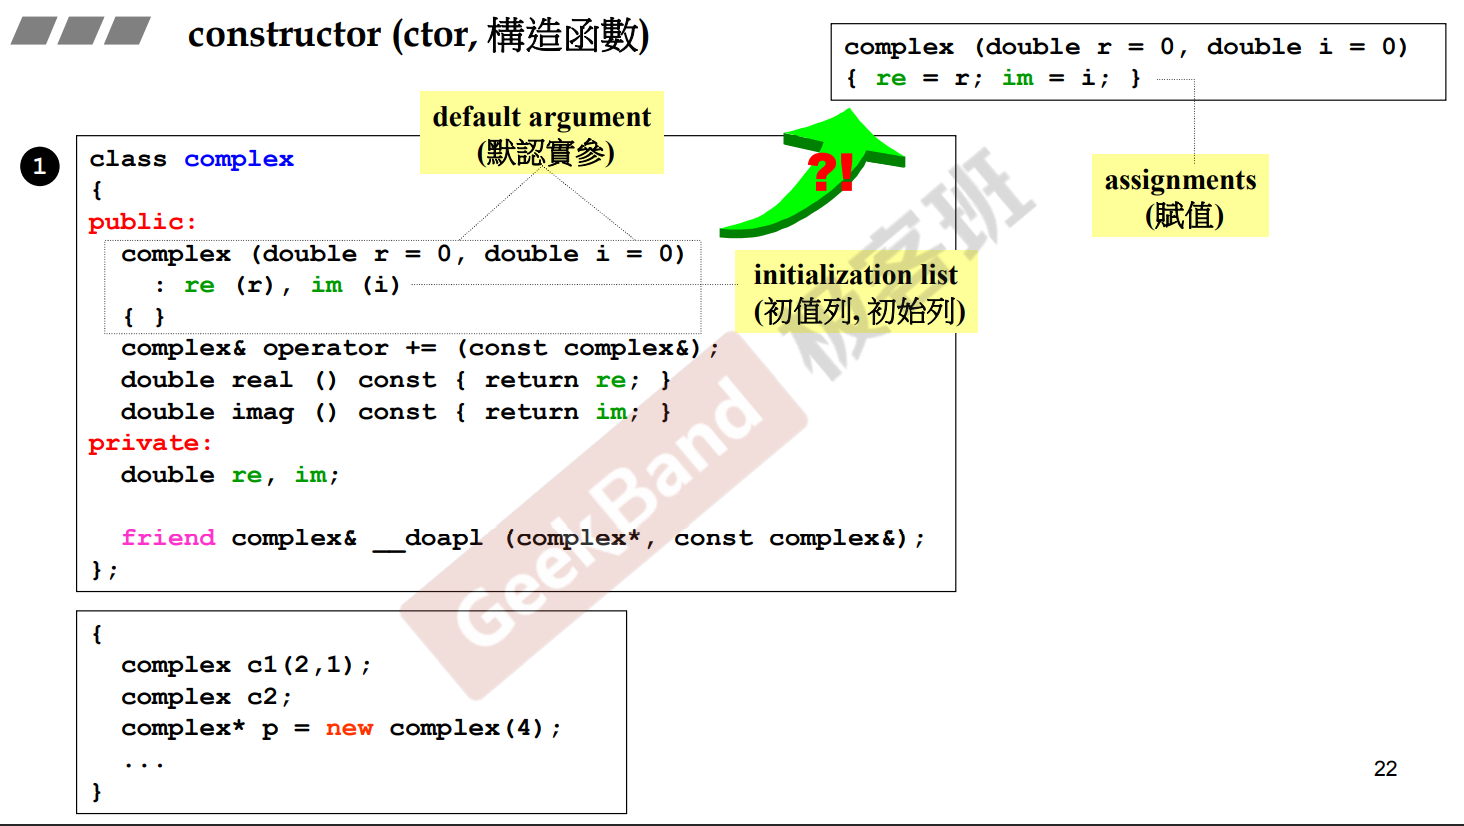 constructor (ctor, 構造函數)
complex (double r = 0, double i = 0)
{ re = r; im = i; }
default argument
(默認實參)
assignments
(賦值)
?!
1
class complex
{
public:
complex (double r = 0, double i = 0)
: re (r), im (i)
{ }
initialization list
(初值列, 初始列)
complex& operator += (const complex&);
double real () const { return re; }
double imag () const { return im; }
private:
double re, im;
friend complex& __doapl (complex*, const complex&);
};
{
complex c1(2,1);
complex c2;
complex* p = new complex(4);
...
}
GeekBand
极客班
22